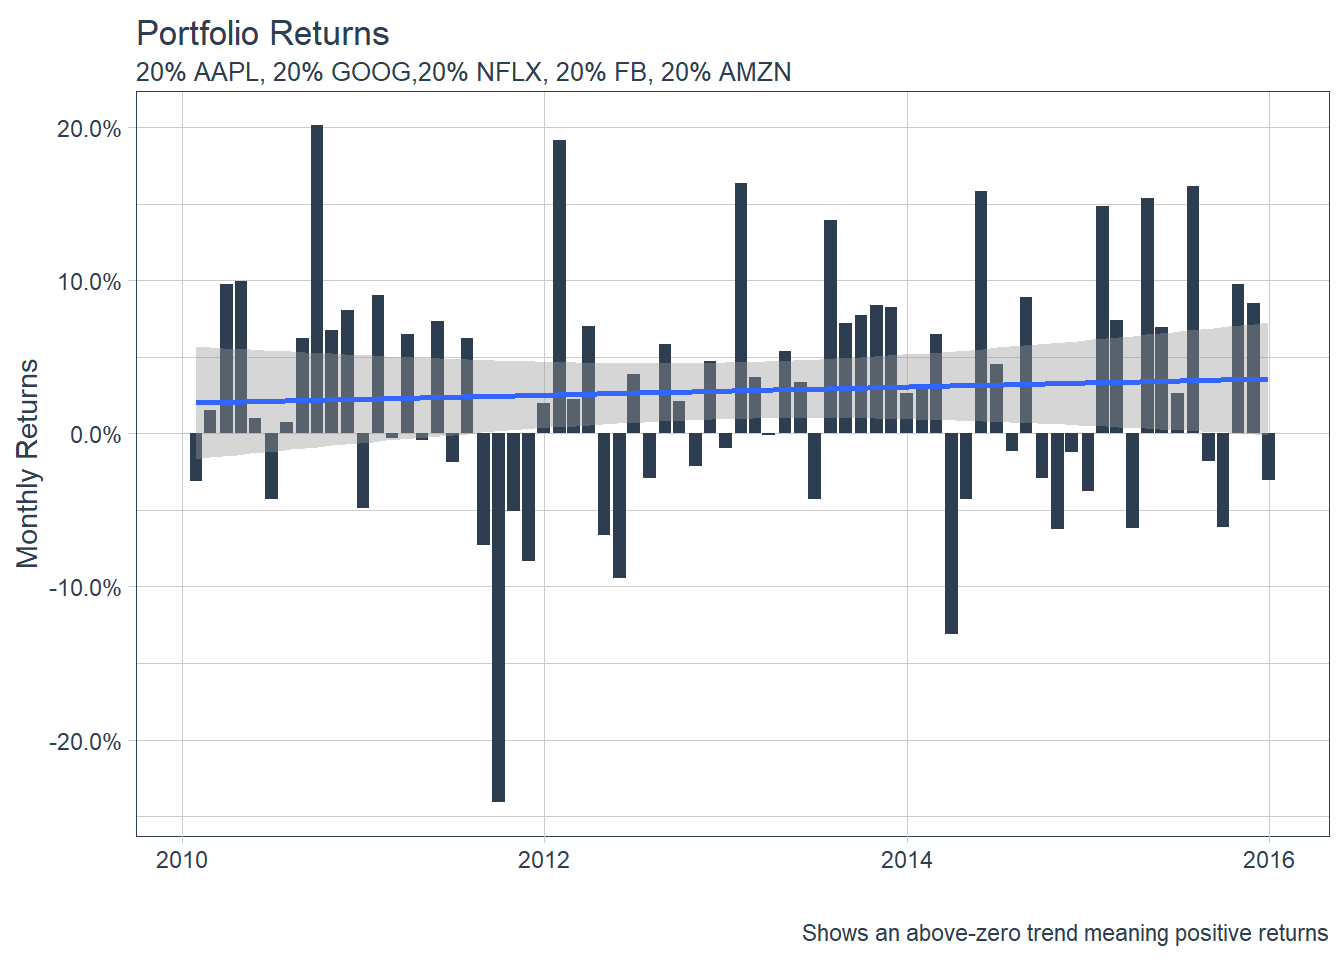 Portfolio Returns
20% AAPL, 20% GOOG,20% NFLX, 20% FB, 20% AMZN
20.0%
10.0%
0.0%
-10.0%
-20.0%
Monthly Returns
2010
2012
2014
2016
Shows an above-zero trend meaning positive returns